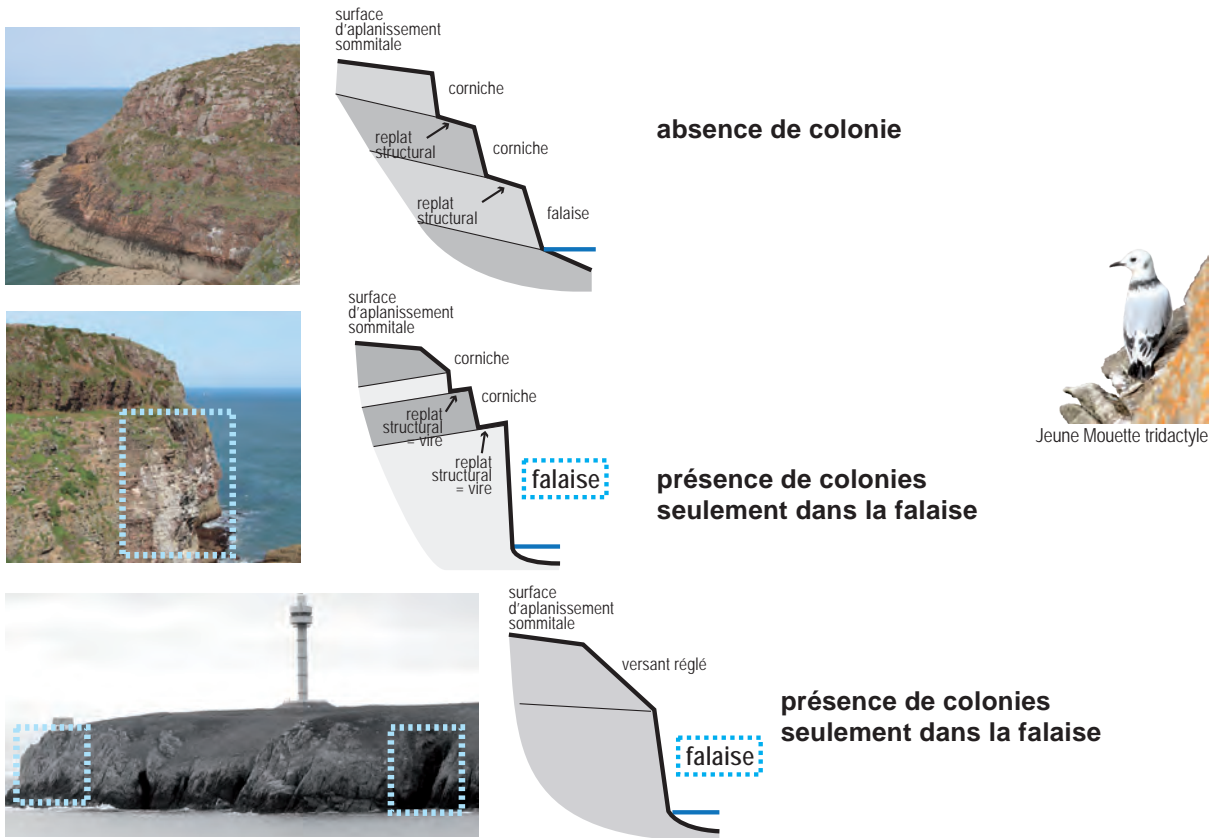 surface
d'aplanissement
sommitale
corniche
replat
structural
corniche
replat
structural
falaise
absence de colonie
surface
d'aplanissement
sommitale
corniche
corniche
replat
structural
= vire
replat
structural
= vire
falaise
présence de colonies
seulement dans la falaise
Jeune Mouette tridactyle
surface
d'aplanissement
sommitale
versant réglé
falaise
présence de colonies
seulement dans la falaise